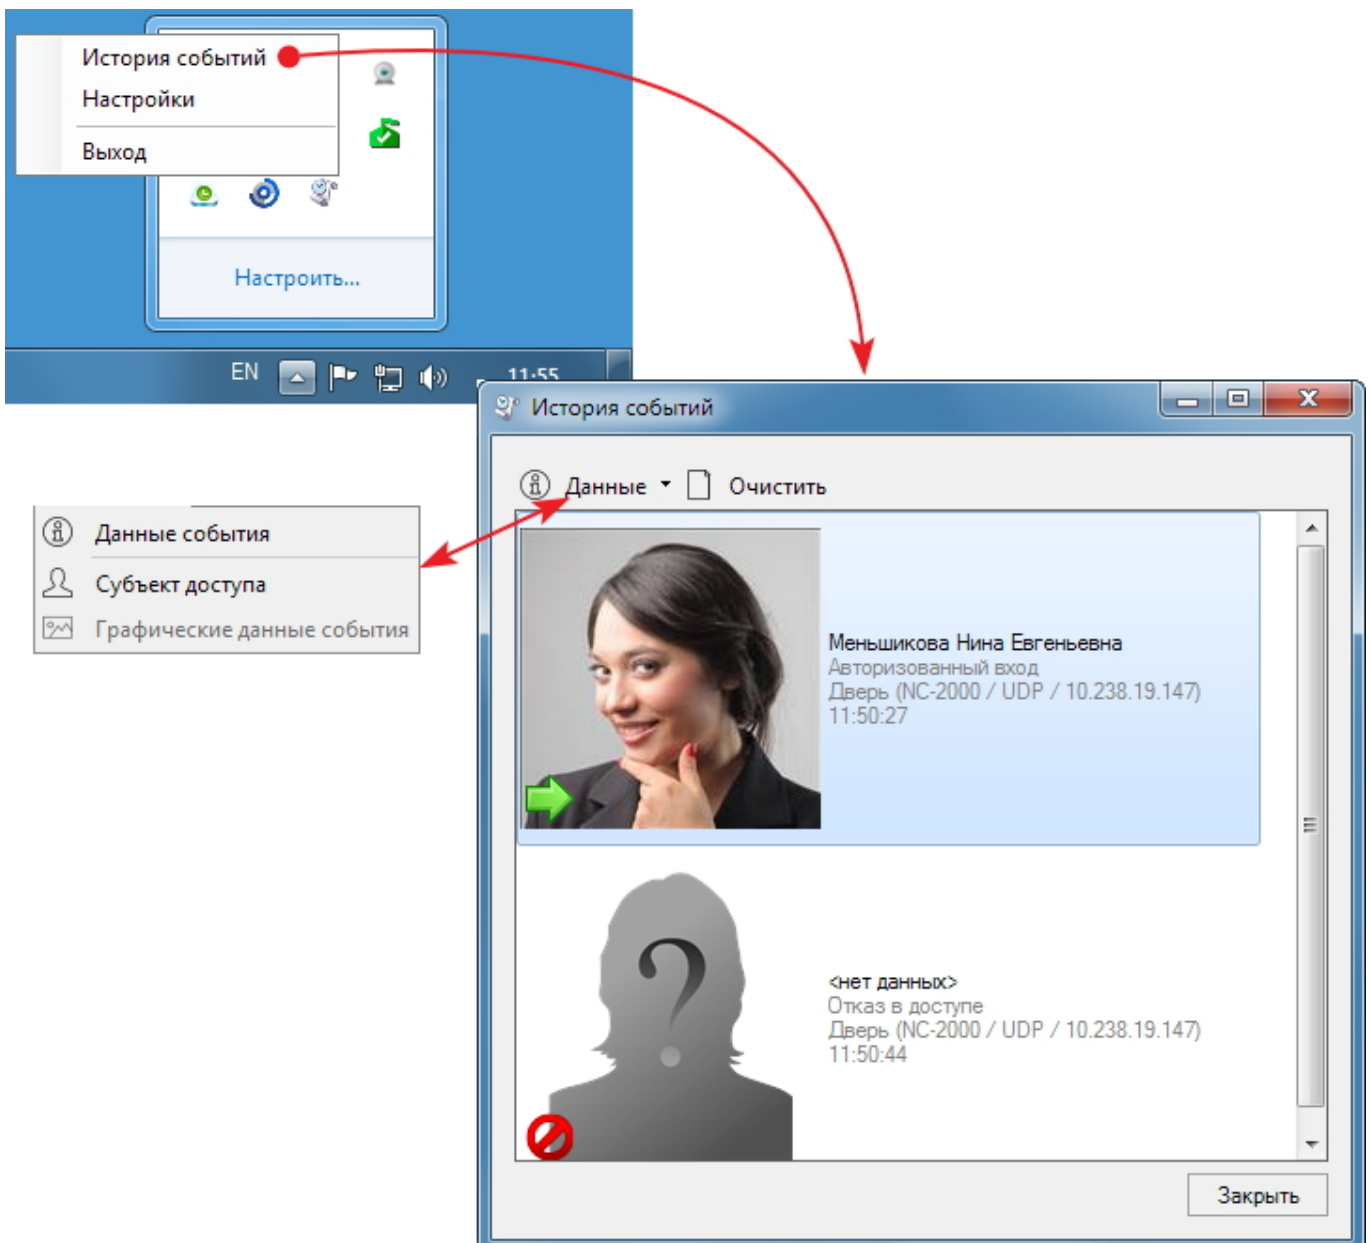 История событий
Настройки
Выход
Настроить...
EN
11:55
История событий
Данные
Очистить
Данные события
Субъект доступа
Графические данные события
Меньшикова Нина Евгеньевна
Авторизованный вход
Дверь (NC-2000 / UDP / 10.238.19.147)
11:50:27
?
<нет данных>
Отказ в доступе
Дверь (NC-2000 / UDP / 10.238.19.147)
11:50:44
Закрыть